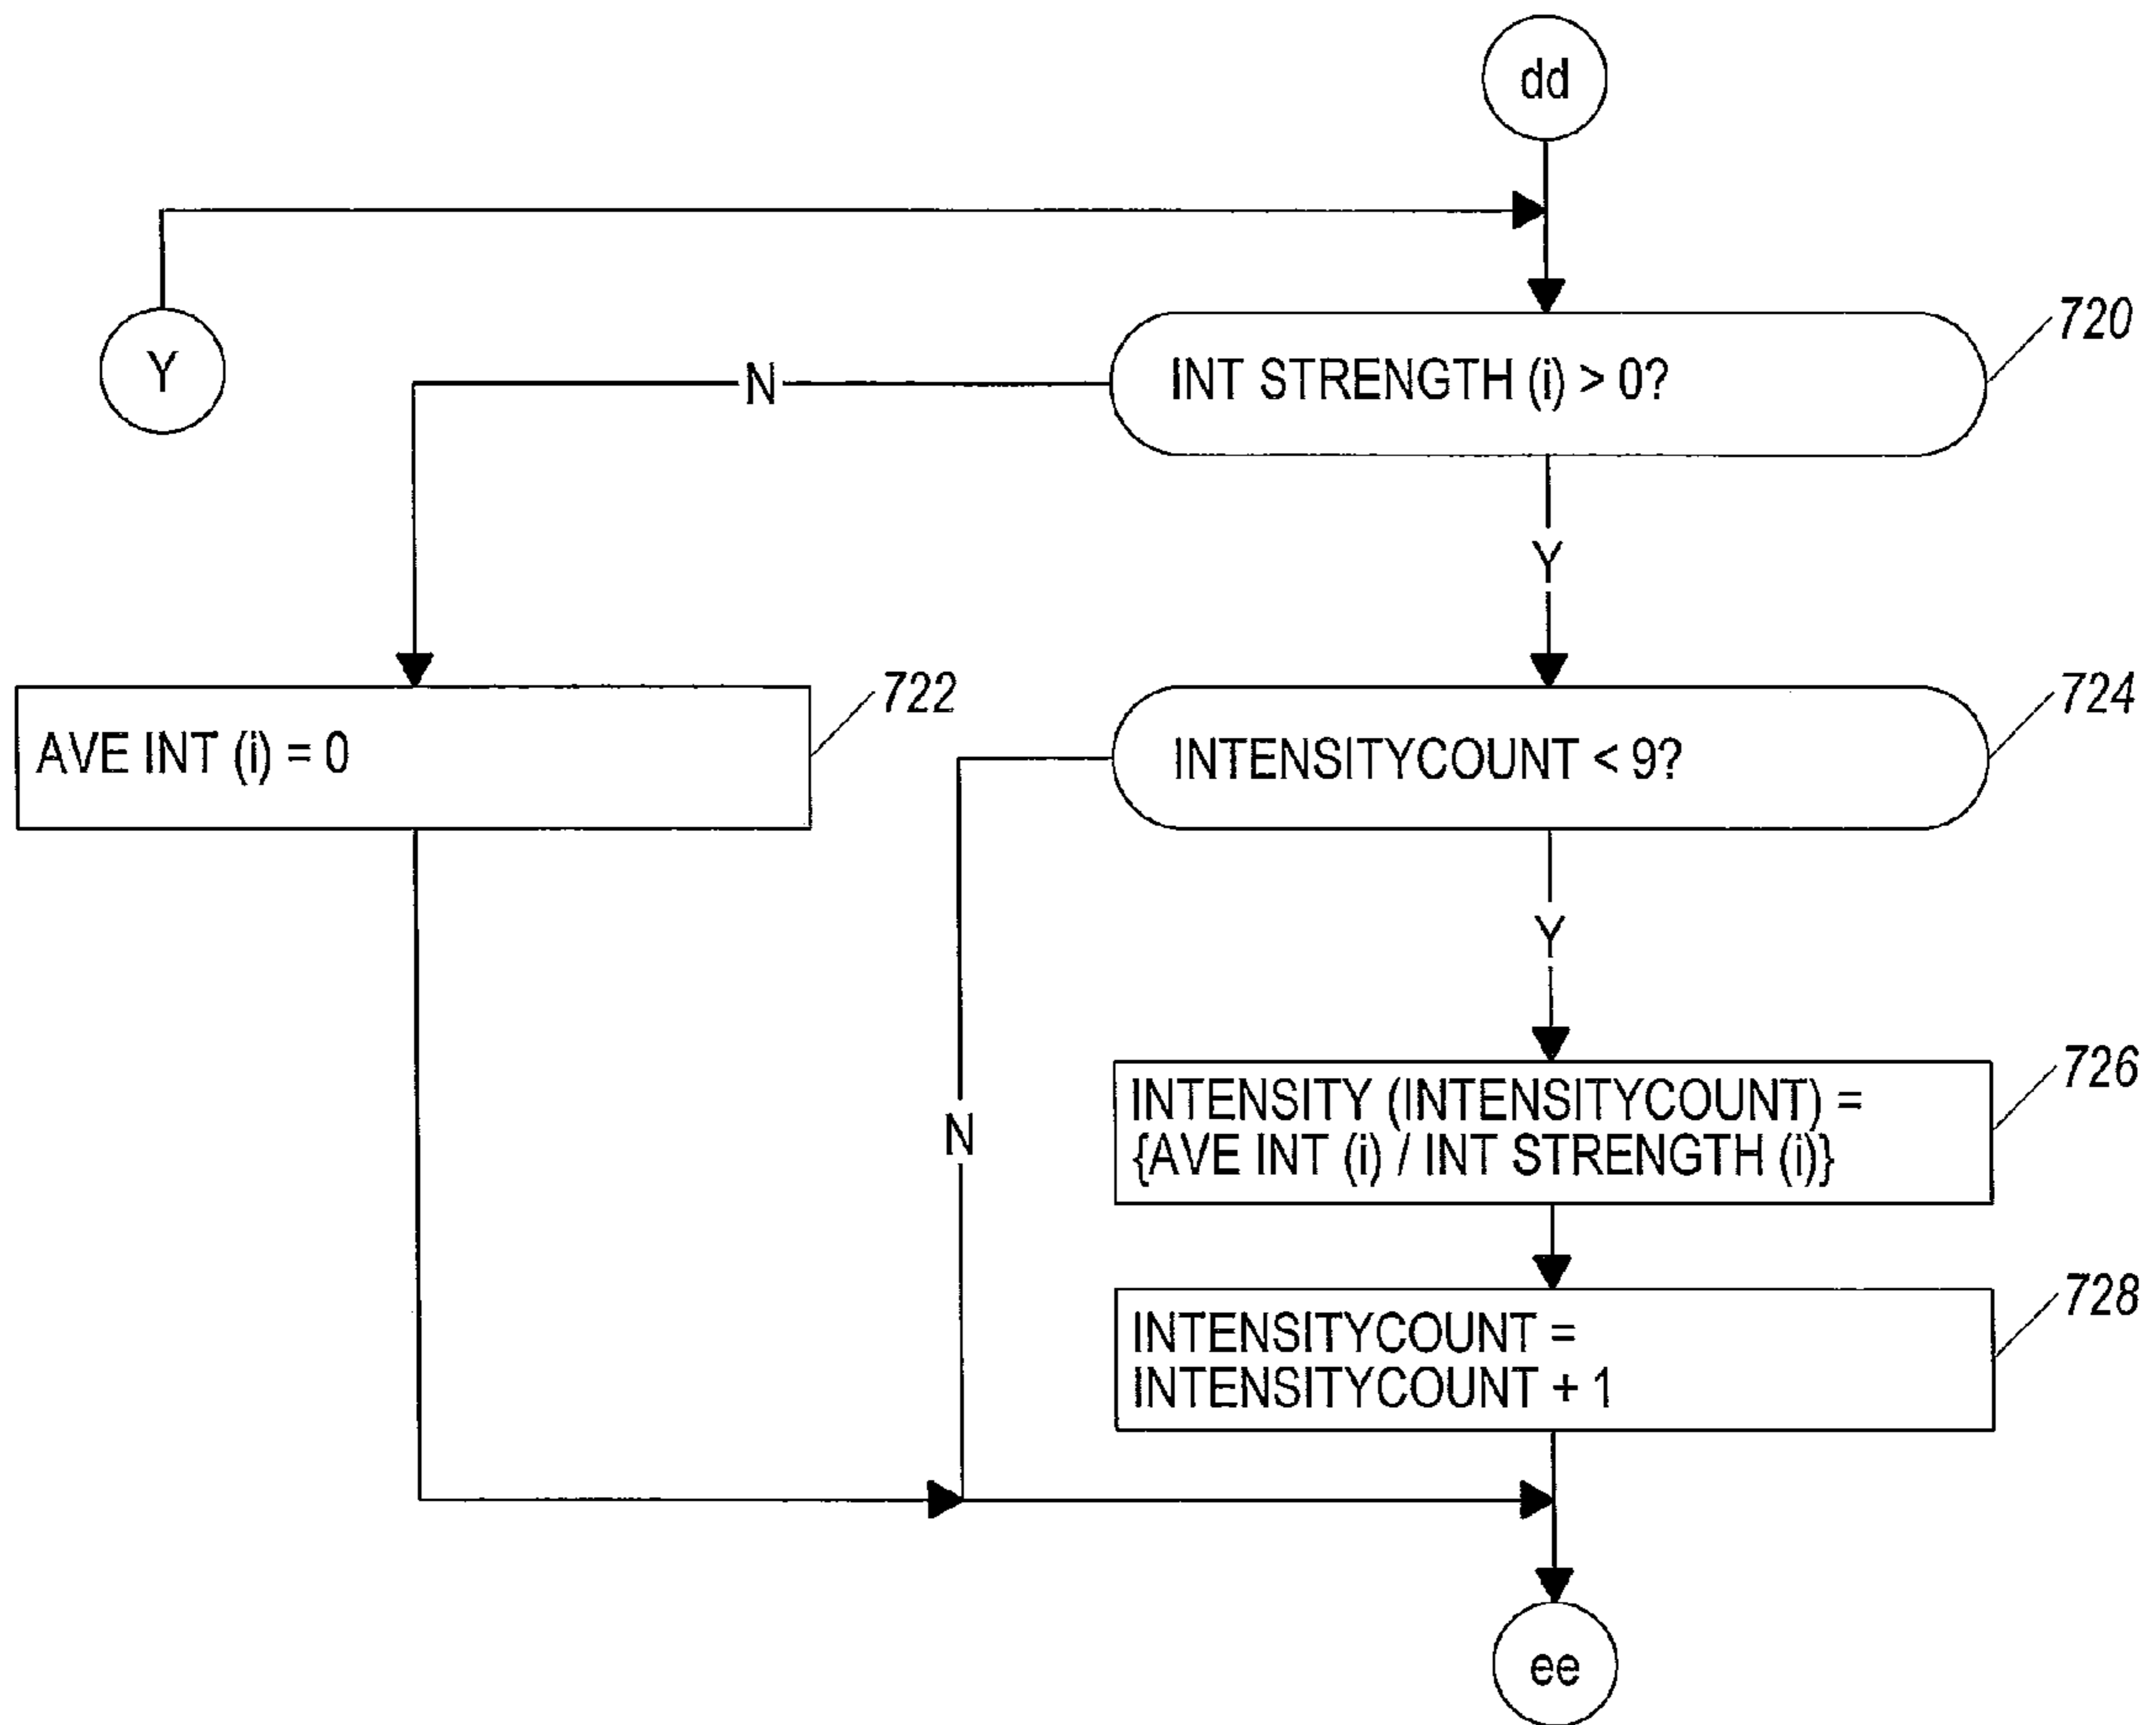 dd
720
Y
N
INT STRENGTH (i) > 0?
Y
722
724
AVE INT (i) = 0
INTENSITYCOUNT < 9?
Y
N
726
INTENSITY (INTENSITYCOUNT) =
{AVE INT (i) / INT STRENGTH (i)}
728
INTENSITYCOUNT =
INTENSITYCOUNT + 1
ee